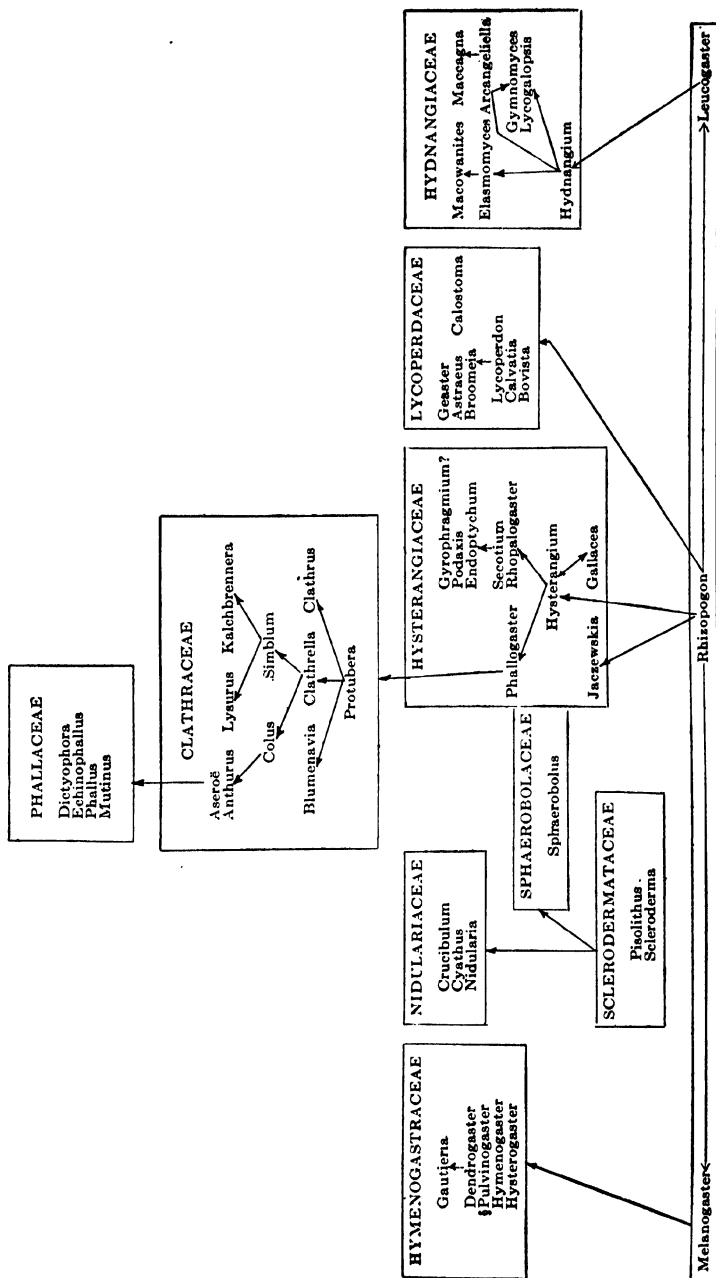 PHALLACEAE
Dictyophora
Echinophallus
Phallus
Mutinus
CLATHRACEAE
Aseroë
Anthurus Lysurus Kalchbrennera
Colus Simblum
Blumenavia Clathrella Clathrus
Protubera
HYMENOGASTRACEAE
Gautieria
Dendrogaster
§Pulvinogaster
Hymenogaster
Hysterogaster
NIDULARIACEAE
Crucibulum
Cyathus
Nidularia
SPHAEROBOLACEAE
Sphaerobolus
SCLERODERMATACEAE
Pisolithus
Scleroderma
HYSTERANGIACEAE
Gyrophragmium?
Podaxis
Endoptychum
Secotium
Phallogaster Rhopalogaster
Hysterangium
Jaczewskia Gallacea
LYCOPERDACEAE
Geaster
Astraeus Calostoma
Broomeia
Lycoperdon
Calvatia
Bovista
HYDNANGIACEAE
Macowanites Maccagna
Elasmomyces Arcangeliella
Gymnomyces
Lycogalopsis
Hydnangium
Melanogaster Rhizopogon Leucogaster